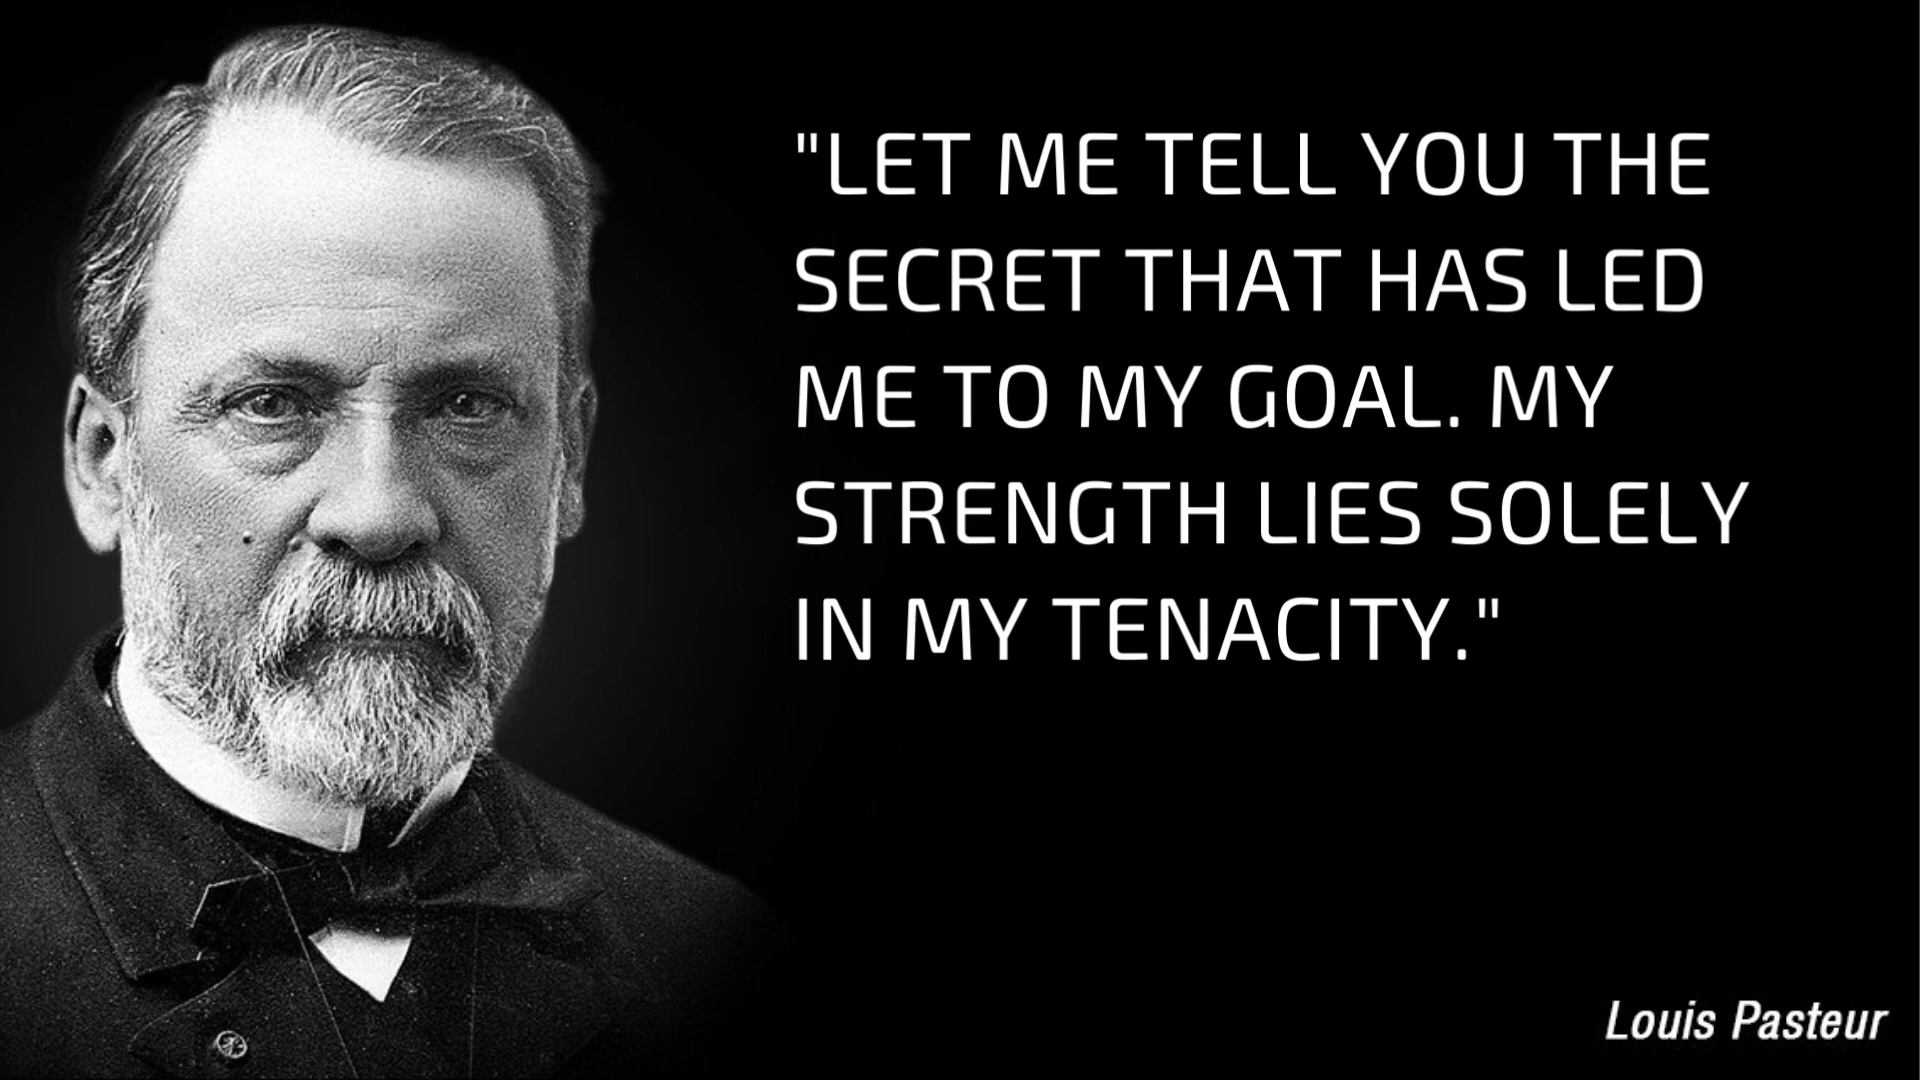 "LET ME TELL YOU THE
SECRET THAT HAS LED
ME TO MY GOAL. MY
STRENGTH LIES SOLELY
IN MY TENACITY."
Louis Pasteur